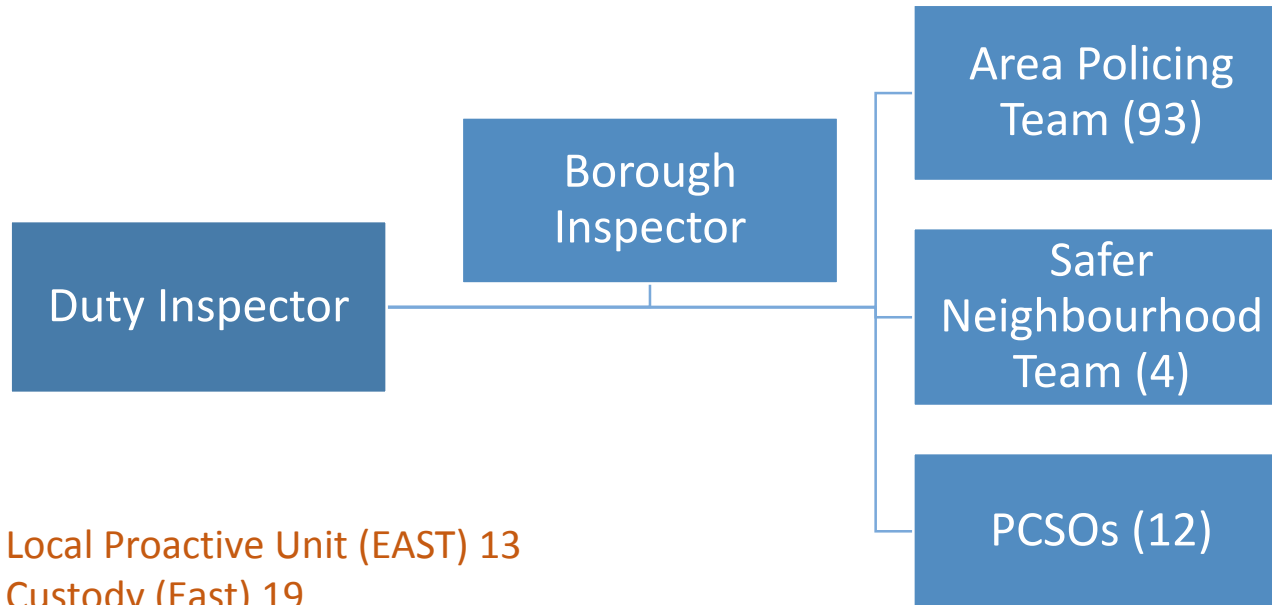 Area Policing
Team (93)
Borough
Inspector
Duty Inspector
Safer
Neighbourhood
Team (4)
PCSOs (12)
Local Proactive Unit (EAST) 13
Custody (East) 19